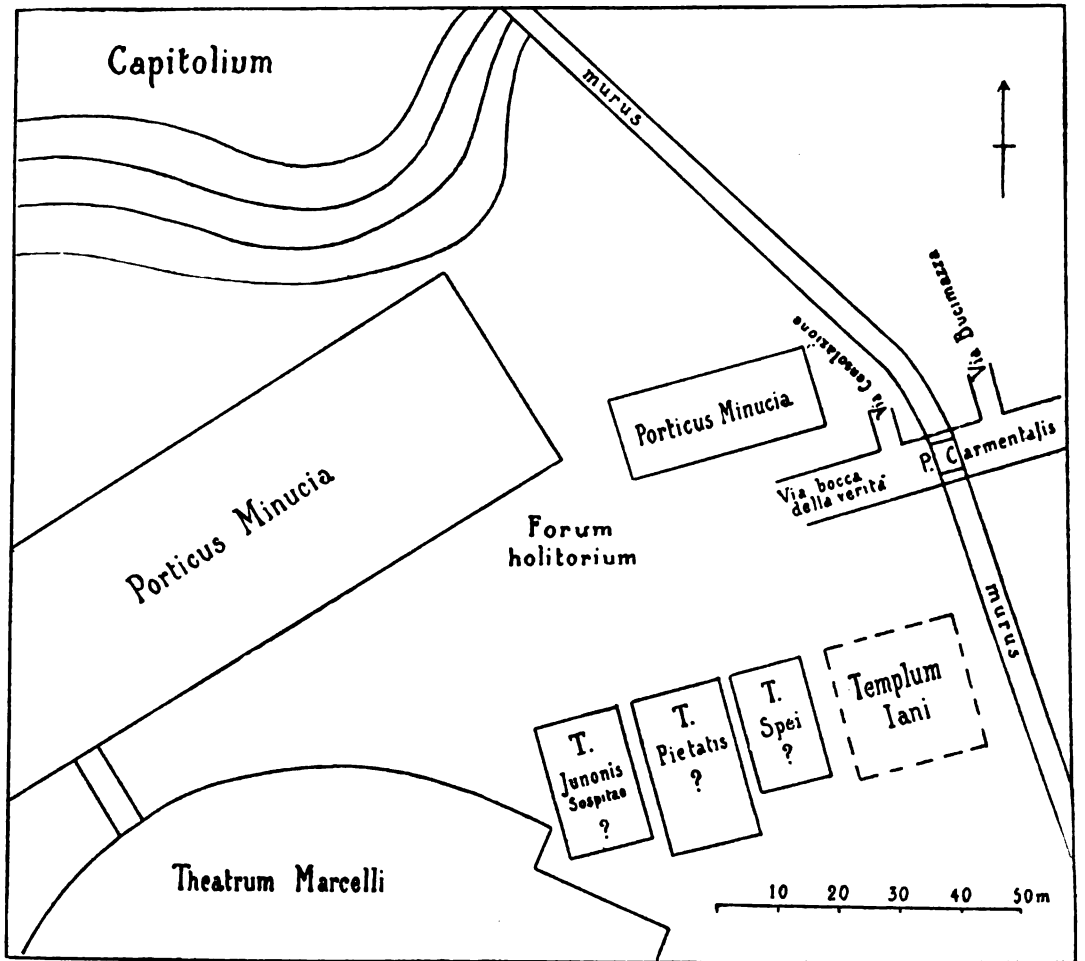 Capitolium
murus
Via Bucimazza
Via Consolazione
Porticus Minucia
P. Carmentalis
Via bocca
della verità
Porticus Minucia
Forum
holitorium
murus
Templum
Iani
T.
Spei
?
T.
Pietatis
?
T.
Junonis
Sospitae
?
Theatrum Marcelli
10 20 30 40 50m